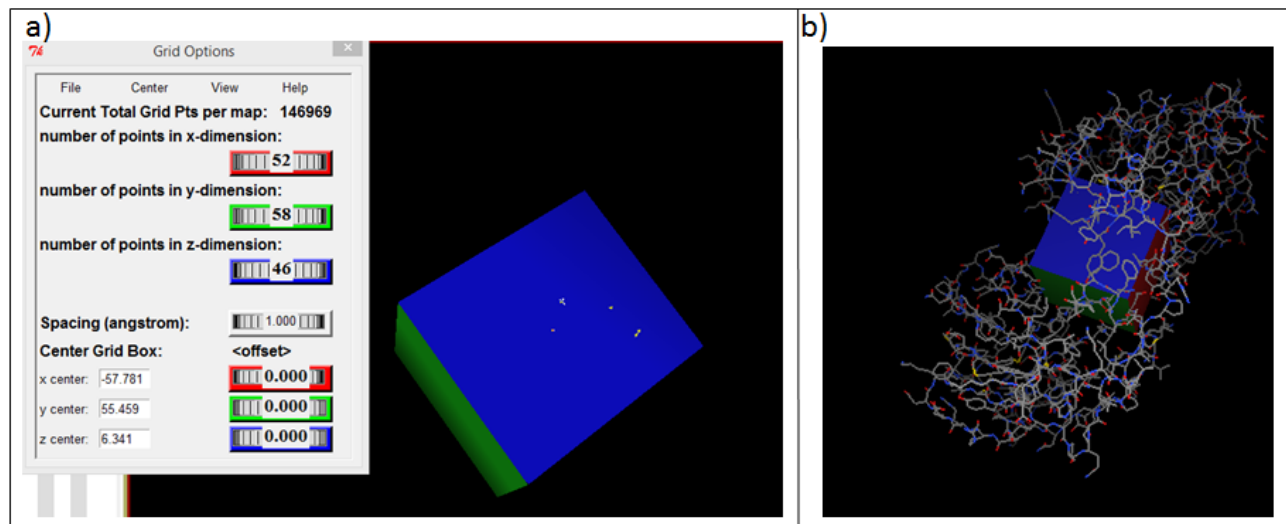 a)
b)
Grid Options
File Center View Help
Current Total Grid Pts per map: 146969
number of points in x-dimension:
52
number of points in y-dimension:
58
number of points in z-dimension:
46
Spacing (angstrom): 1.000
Center Grid Box: <offset>
x center: -57.781 0.000
y center: 55.459 0.000
z center: 6.341 0.000